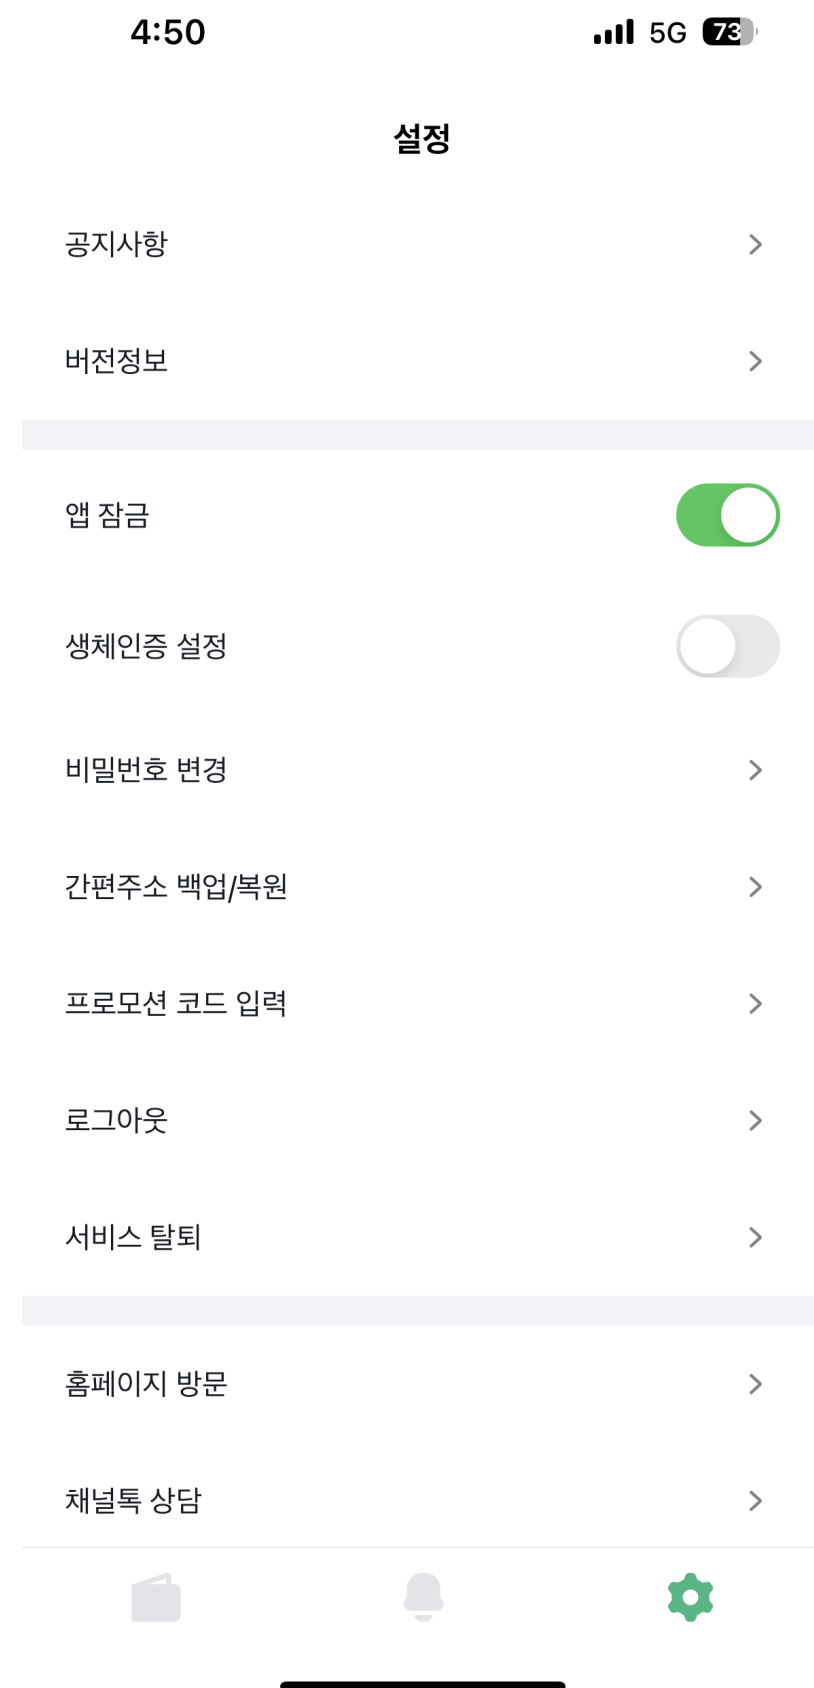 4:50 5G 73
설정
공지사항
버전정보
앱 잠금
생체인증 설정
비밀번호 변경
간편주소 백업/복원
프로모션 코드 입력
로그아웃
서비스 탈퇴
홈페이지 방문
채널톡 상담